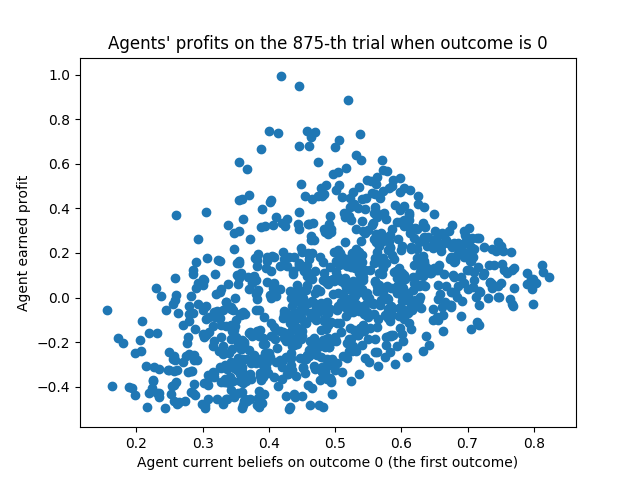 Agents' profits on the 875-th trial when outcome is 0
1.0
0.8
0.6
0.4
0.2
0.0
−0.2
−0.4
Agent earned profit
0.2 0.3 0.4 0.5 0.6 0.7 0.8
Agent current beliefs on outcome 0 (the first outcome)